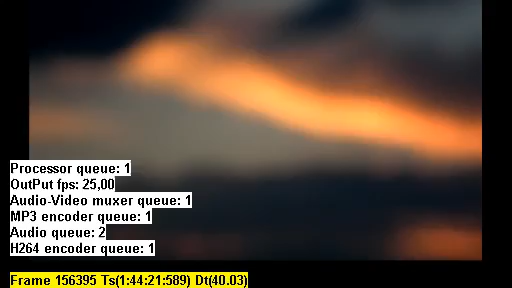 Processor queue: 1
OutPut fps: 25,00
Audio-Video muxer queue: 1
MP3 encoder queue: 1
Audio queue: 2
H264 encoder queue: 1
Frame 156395 Ts(1:44:21:589) Dt(40.03)